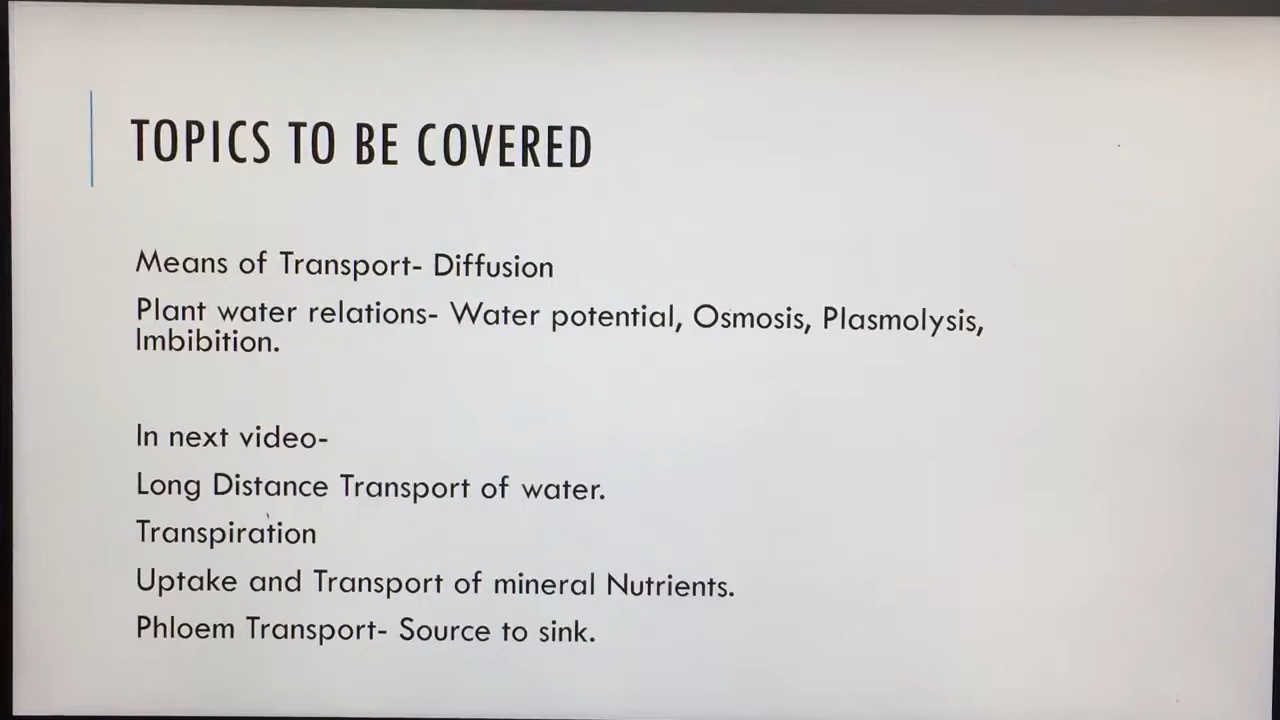 TOPICS TO BE COVERED
Means of Transport- Diffusion
Plant water relations- Water potential, Osmosis, Plasmolysis,
Imbibition.
In next video-
Long Distance Transport of water.
Transpiration
Uptake and Transport of mineral Nutrients.
Phloem Transport- Source to sink.